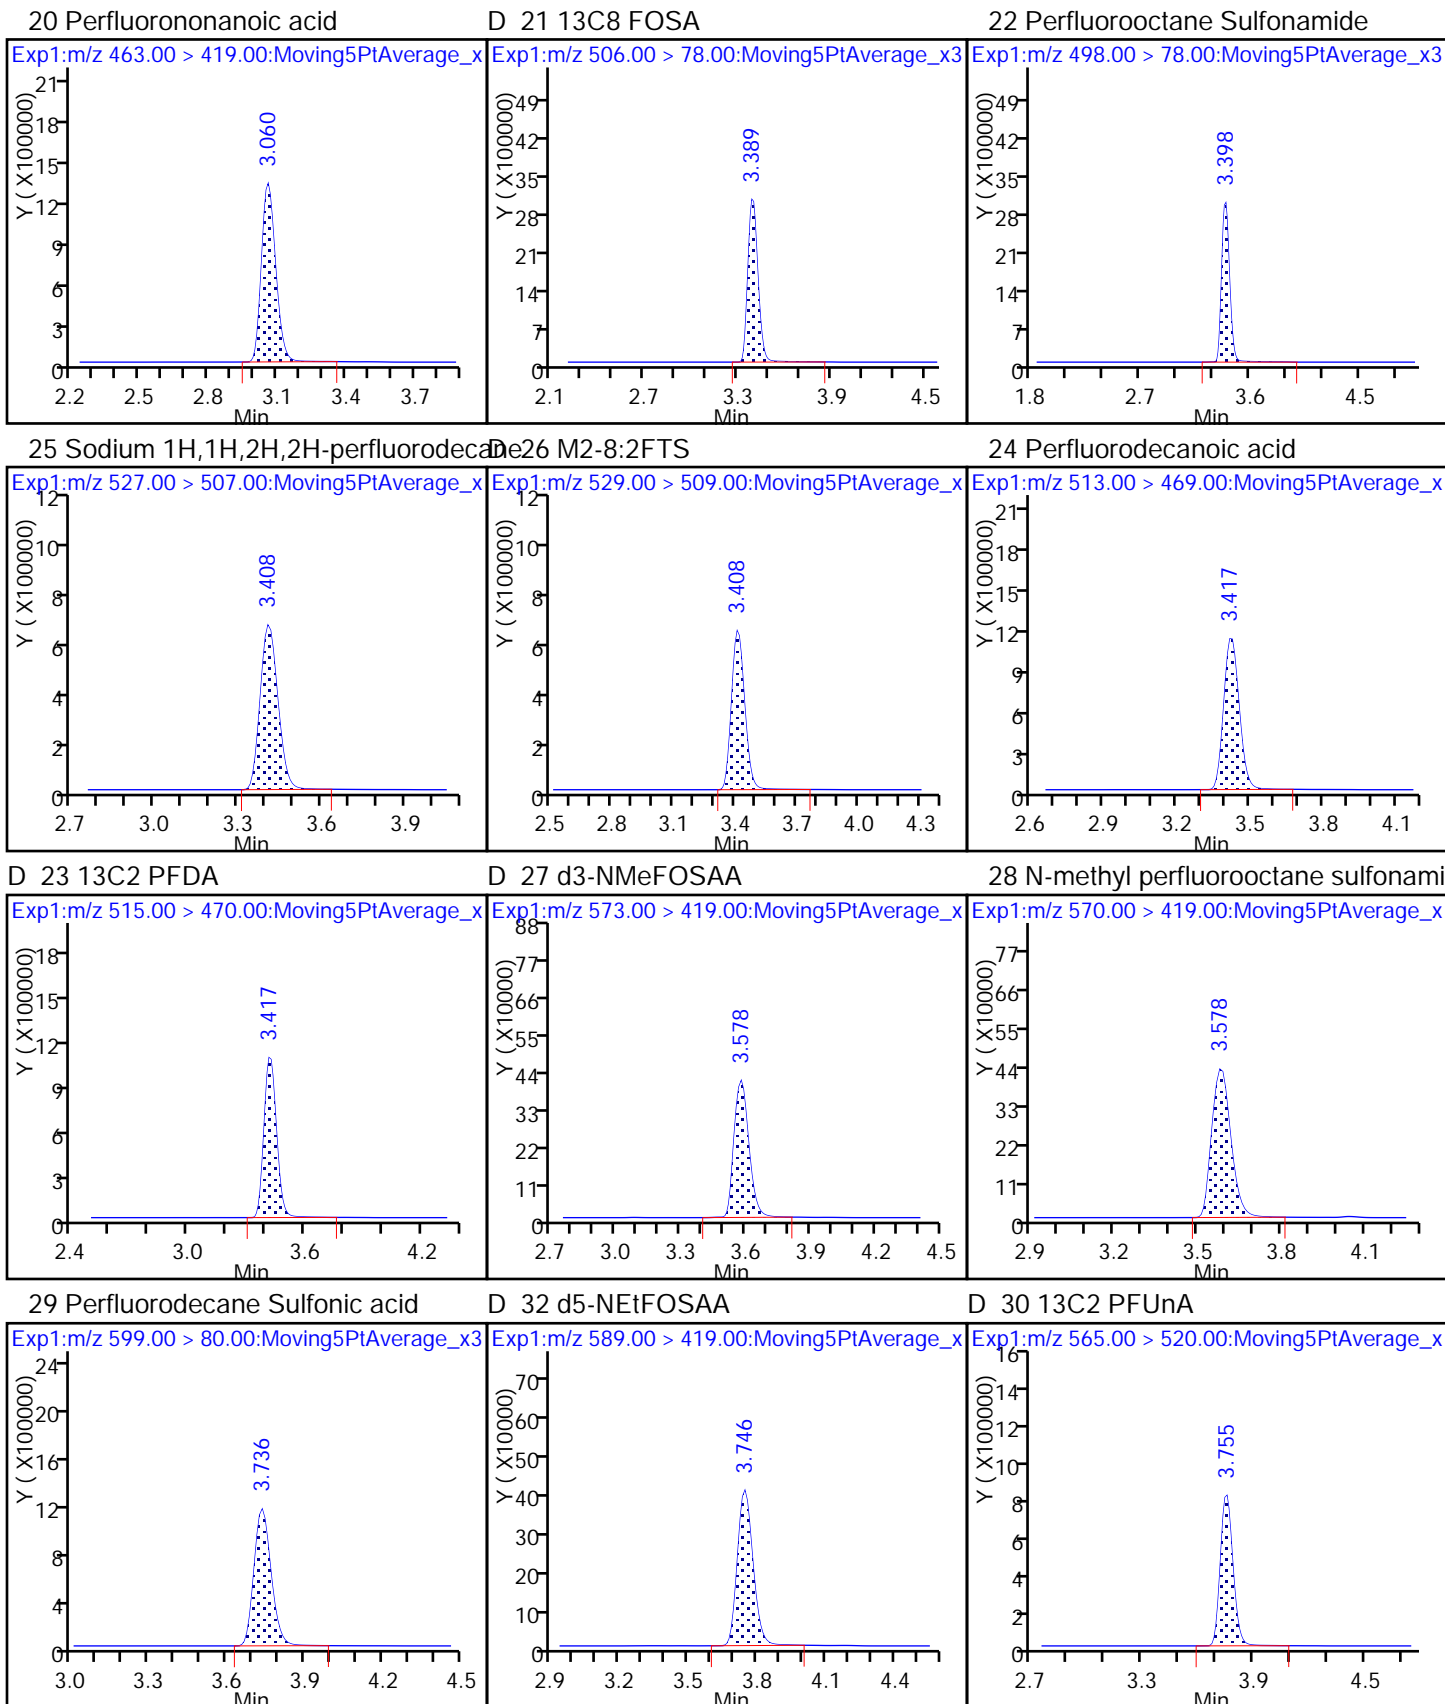 20 Perfluorononanoic acid
Exp1:m/z 463.00 > 419.00:Moving5PtAverage_x
Y ( X100000)
21
18
15
12
9
6
3
0
3.060
2.2 2.5 2.8 3.1 3.4 3.7
Min
D 21 13C8 FOSA
Exp1:m/z 506.00 > 78.00:Moving5PtAverage_x3
Y ( X100000)
49
42
35
28
21
14
7
0
3.389
2.1 2.7 3.3 3.9 4.5
Min
22 Perfluorooctane Sulfonamide
Exp1:m/z 498.00 > 78.00:Moving5PtAverage_x3
Y ( X100000)
49
42
35
28
21
14
7
0
3.398
1.8 2.7 3.6 4.5
Min
25 Sodium 1H,1H,2H,2H-perfluorodecane
Exp1:m/z 527.00 > 507.00:Moving5PtAverage_x
Y ( X100000)
12
10
8
6
4
2
0
3.408
2.7 3.0 3.3 3.6 3.9
Min
D 26 M2-8:2FTS
Exp1:m/z 529.00 > 509.00:Moving5PtAverage_x
Y ( X100000)
12
10
8
6
4
2
0
3.408
2.5 2.8 3.1 3.4 3.7 4.0 4.3
Min
24 Perfluorodecanoic acid
Exp1:m/z 513.00 > 469.00:Moving5PtAverage_x
Y ( X100000)
21
18
15
12
9
6
3
0
3.417
2.6 2.9 3.2 3.5 3.8 4.1
Min
D 23 13C2 PFDA
Exp1:m/z 515.00 > 470.00:Moving5PtAverage_x
Y ( X100000)
18
15
12
9
6
3
0
3.417
2.4 3.0 3.6 4.2
Min
D 27 d3-NMeFOSAA
Exp1:m/z 573.00 > 419.00:Moving5PtAverage_x
Y ( X10000)
88
77
66
55
44
33
22
11
0
3.578
2.7 3.0 3.3 3.6 3.9 4.2 4.5
Min
28 N-methyl perfluorooctane sulfonami
Exp1:m/z 570.00 > 419.00:Moving5PtAverage_x
Y ( X10000)
77
66
55
44
33
22
11
0
3.578
2.9 3.2 3.5 3.8 4.1
Min
29 Perfluorodecane Sulfonic acid
Exp1:m/z 599.00 > 80.00:Moving5PtAverage_x3
Y ( X100000)
24
20
16
12
8
4
0
3.736
3.0 3.3 3.6 3.9 4.2 4.5
Min
D 32 d5-NEtFOSAA
Exp1:m/z 589.00 > 419.00:Moving5PtAverage_x
Y ( X10000)
70
60
50
40
30
20
10
0
3.746
2.9 3.2 3.5 3.8 4.1 4.4
Min
D 30 13C2 PFUnA
Exp1:m/z 565.00 > 520.00:Moving5PtAverage_x
Y ( X100000)
16
14
12
10
8
6
4
2
0
3.755
2.7 3.3 3.9 4.5
Min